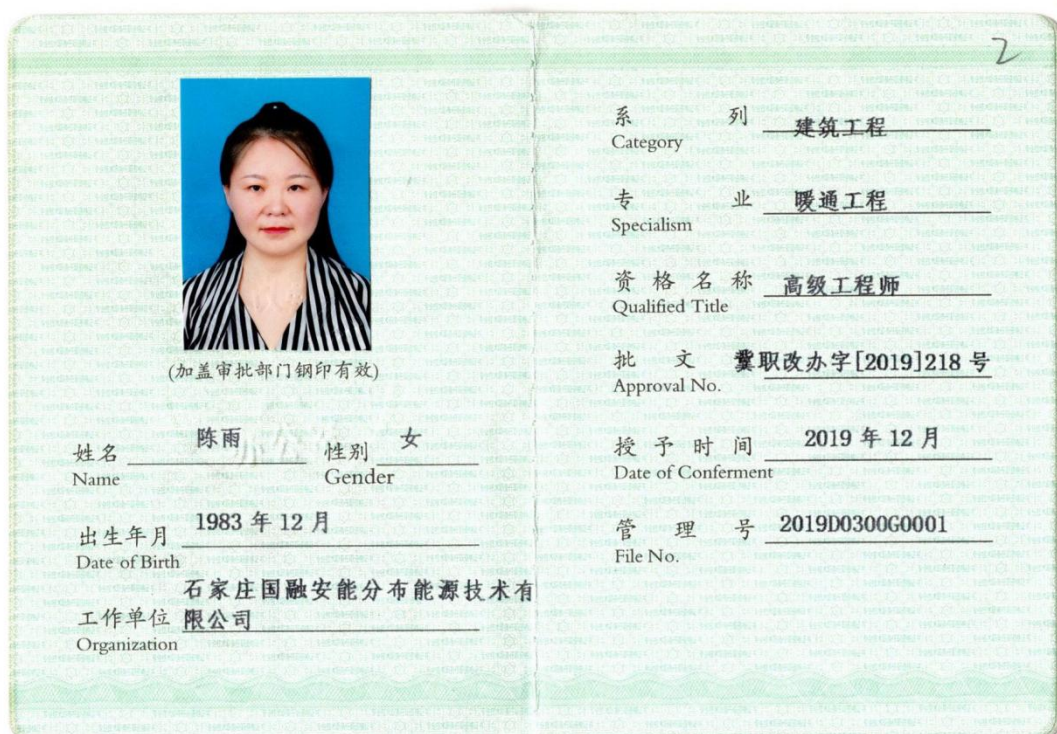 (加盖审批部门钢印有效)
姓名 陈雨 性别 女
Name Gender
出生年月 1983 年 12 月
Date of Birth
石家庄国融安能分布能源技术有
工作单位 限公司
Organization
2
系 列 建筑工程
Category
专 业 暖通工程
Specialism
资 格 名 称 高级工程师
Qualified Title
批 文 冀职改办字[2019]218 号
Approval No.
授 予 时 间 2019 年 12 月
Date of Conferment
管 理 号 2019D0300G0001
File No.